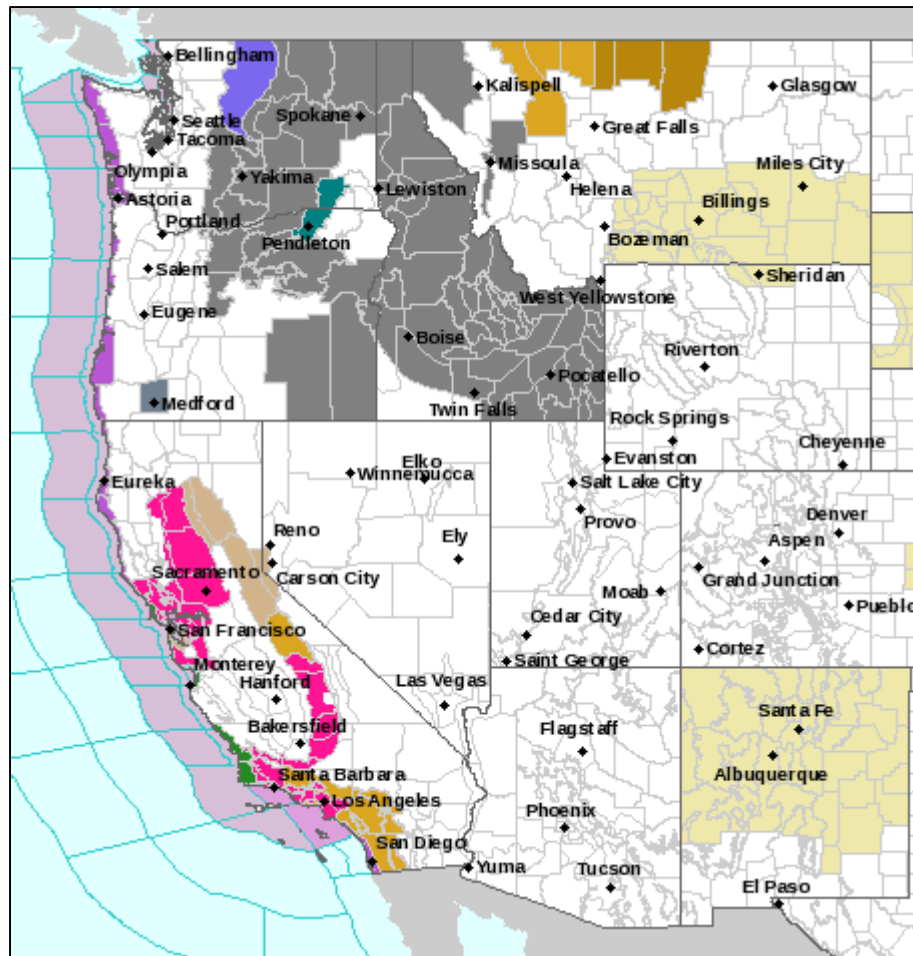 Bellingham
Kalispell
Glasgow
Spokane
Seattle
Great Falls
Tacoma
Olympia
Missoula
Miles City
Yakima
Lewiston
Helena
Astoria
Billings
Portland
Pendleton
Bozeman
Salem
Sheridan
West Yellowstone
Eugene
Boise
Riverton
Pocatello
Medford
Twin Falls
Rock Springs
Cheyenne
Elko
Evanston
Winnemucca
Eureka
Salt Lake City
Provo
Denver
Reno
Ely
Aspen
Sacramento
Carson City
Grand Junction
Moab
Pueblo
Cedar City
San Francisco
Cortez
Saint George
Monterey
Hanford
Las Vegas
Santa Fe
Flagstaff
Bakersfield
Albuquerque
Santa Barbara
Los Angeles
Phoenix
San Diego
Yuma
Tucson
El Paso